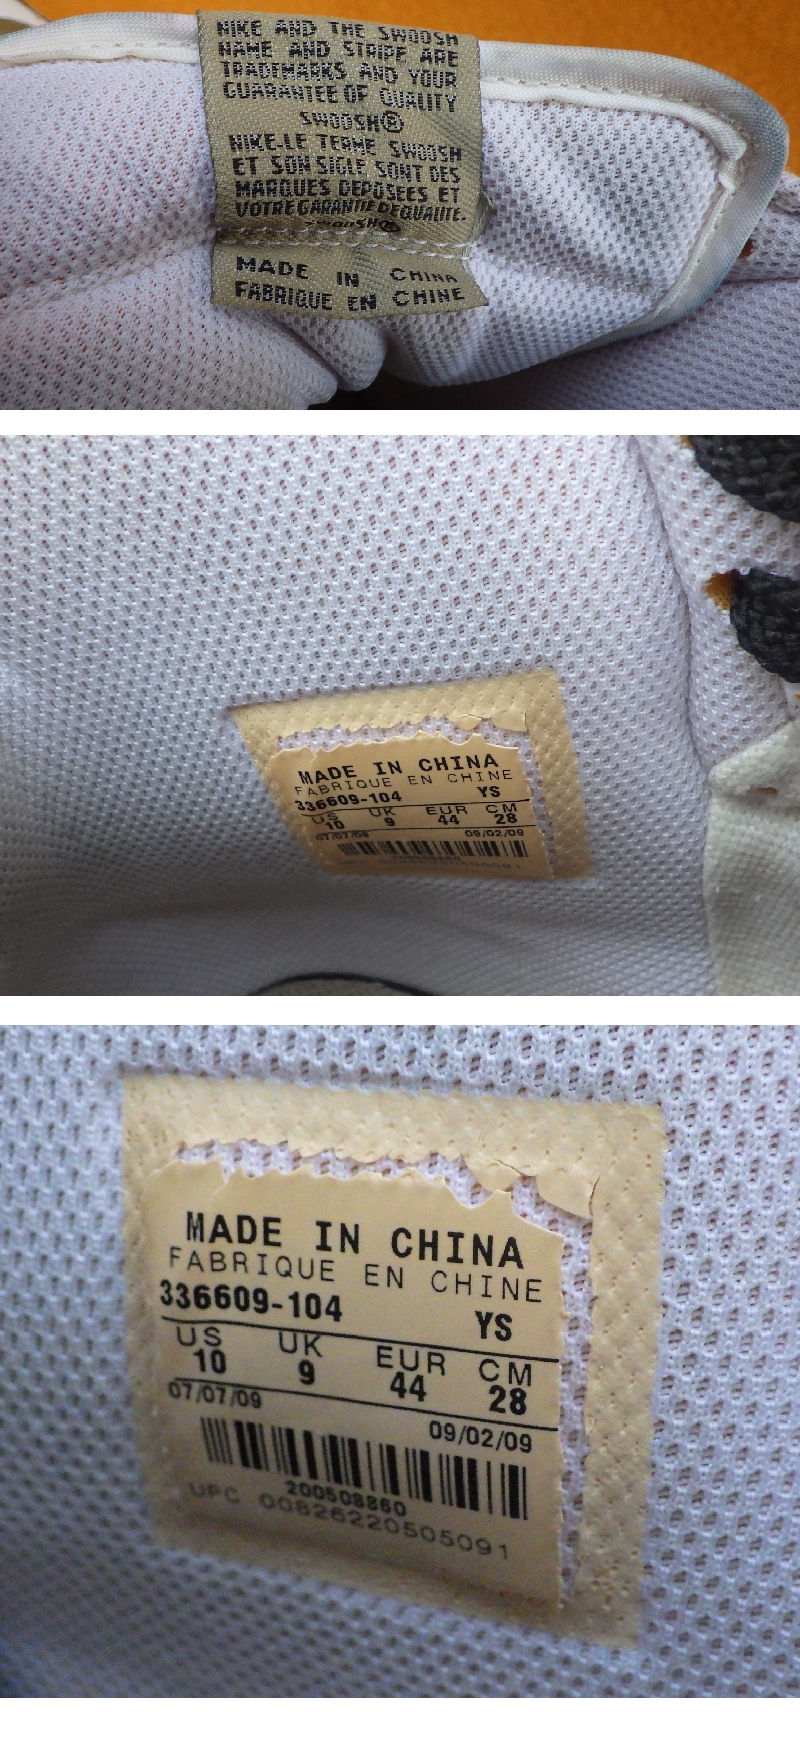 NIKE AND THE SWOOSH
NAME AND STRIPE ARE
TRADEMARKS AND YOUR
GUARANTEE OF QUALITY
SWOOSH®
NIKE-LE TERME SWOOSH
ET SON SIGLE SONT DES
MARQUES DEPOSEES ET
VOTRE GARANTIE DE QUALITE.
SWOOSH®
MADE IN CHINA
FABRIQUE EN CHINE
MADE IN CHINA
FABRIQUE EN CHINE
336609-104 YS
US UK EUR CM
10 9 44 28
07/07/09 09/02/09
200508860
UPC
MADE IN CHINA
FABRIQUE EN CHINE
336609-104 YS
US UK EUR CM
10 9 44 28
07/07/09 09/02/09
200508860
UPC 00826220505091